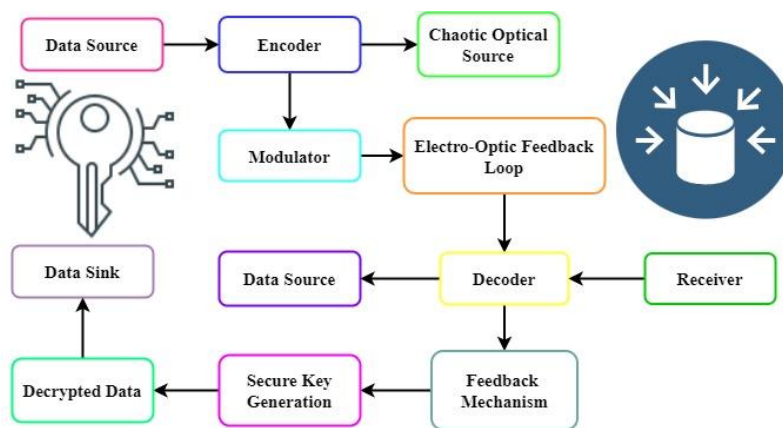 Data Source
Encoder
Chaotic Optical
Source
Modulator
Electro-Optic Feedback
Loop
Data Sink
Data Source
Decoder
Receiver
Decrypted Data
Secure Key
Generation
Feedback
Mechanism